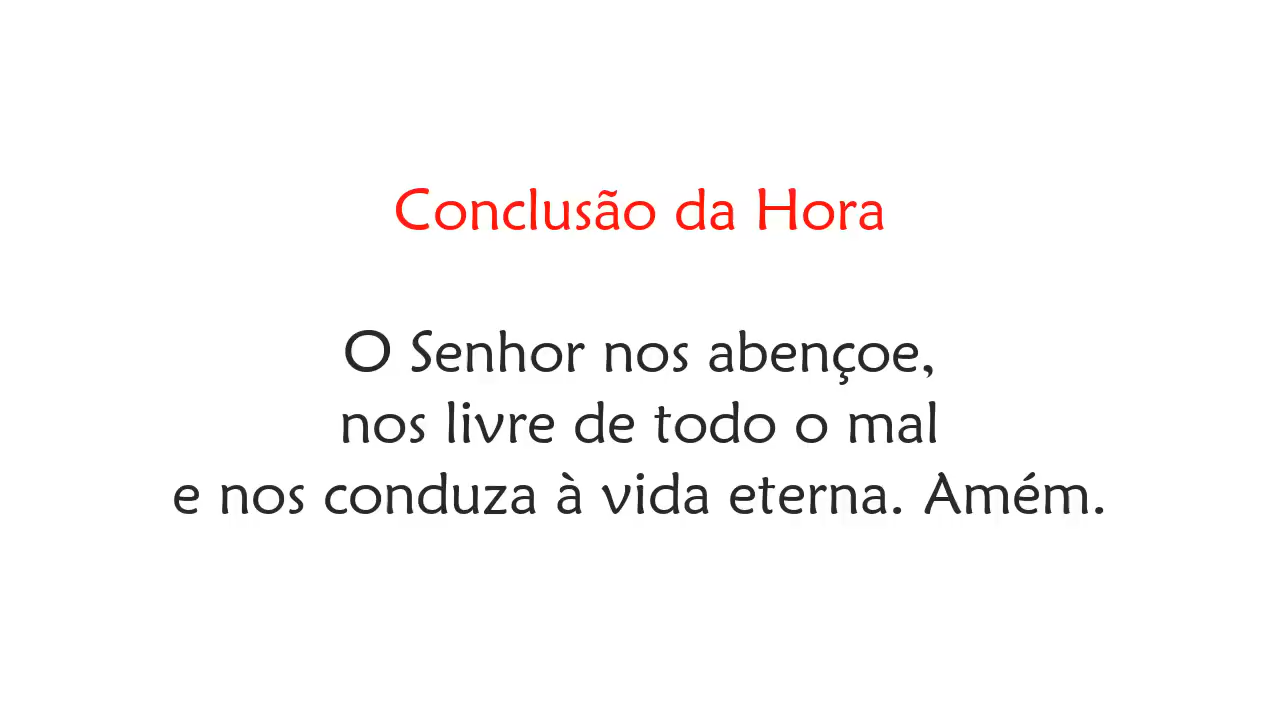 Conclusão da Hora
O Senhor nos abençoe,
nos livre de todo o mal
e nos conduza à vida eterna. Amém.